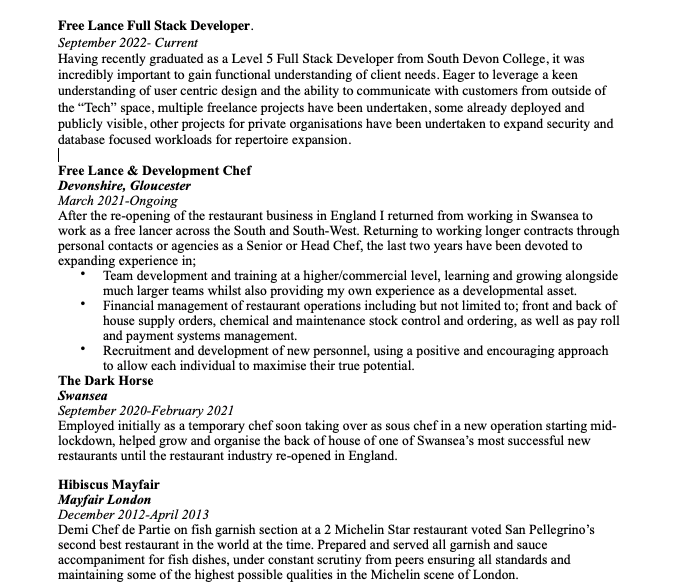 Free Lance Full Stack Developer.
September 2022- Current
Having recently graduated as a Level 5 Full Stack Developer from South Devon College, it was
incredibly important to gain functional understanding of client needs. Eager to leverage a keen
understanding of user centric design and the ability to communicate with customers from outside of
the “Tech” space, multiple freelance projects have been undertaken, some already deployed and
publicly visible, other projects for private organisations have been undertaken to expand security and
database focused workloads for repertoire expansion.
Free Lance & Development Chef
Devonshire, Gloucester
March 2021-Ongoing
After the re-opening of the restaurant business in England I returned from working in Swansea to
work as a free lancer across the South and South-West. Returning to working longer contracts through
personal contacts or agencies as a Senior or Head Chef, the last two years have been devoted to
expanding experience in;
• Team development and training at a higher/commercial level, learning and growing alongside
much larger teams whilst also providing my own experience as a developmental asset.
• Financial management of restaurant operations including but not limited to; front and back of
house supply orders, chemical and maintenance stock control and ordering, as well as pay roll
and payment systems management.
• Recruitment and development of new personnel, using a positive and encouraging approach
to allow each individual to maximise their true potential.
The Dark Horse
Swansea
September 2020-February 2021
Employed initially as a temporary chef soon taking over as sous chef in a new operation starting mid-
lockdown, helped grow and organise the back of house of one of Swansea’s most successful new
restaurants until the restaurant industry re-opened in England.
Hibiscus Mayfair
Mayfair London
December 2012-April 2013
Demi Chef de Partie on fish garnish section at a 2 Michelin Star restaurant voted San Pellegrino’s
second best restaurant in the world at the time. Prepared and served all garnish and sauce
accompaniment for fish dishes, under constant scrutiny from peers ensuring all standards and
maintaining some of the highest possible qualities in the Michelin scene of London.